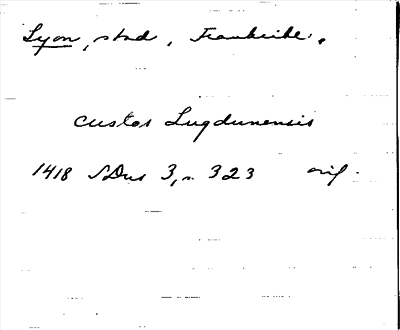 Lyon, stad, Frankrike.
custos Lugdunensis
1418 SDns 3, s. 323 orig.